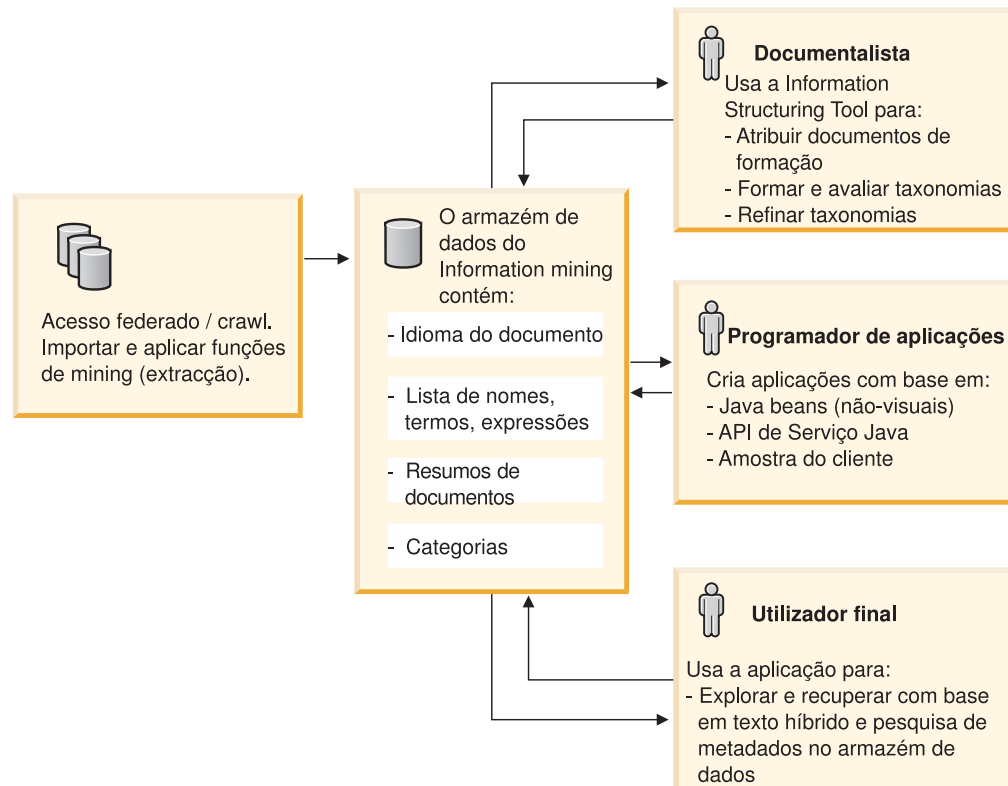 Acesso federado / crawl.
Importar e aplicar funções
de mining (extracção).
O armazém de
dados do
Information mining
contém:
- Idioma do documento
- Lista de nomes,
termos, expressões
- Resumos de
documentos
- Categorias
Documentalista
Usa a Information
Structuring Tool para:
- Atribuir documentos de
formação
- Formar e avaliar taxonomias
- Refinar taxonomias
Programador de aplicações
Cria aplicações com base em:
- Java beans (não-visuais)
- API de Serviço Java
- Amostra do cliente
Utilizador final
Usa a aplicação para:
- Explorar e recuperar com base
em texto híbrido e pesquisa de
metadados no armazém de
dados